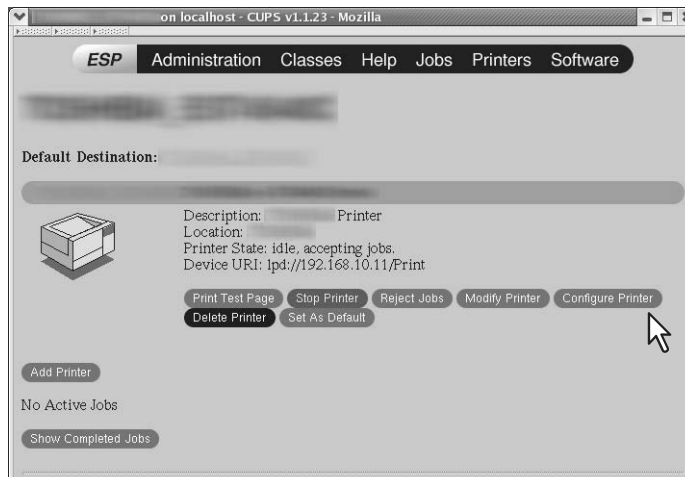 on localhost - CUPS v1.1.23 - Mozilla
ESP Administration Classes Help Jobs Printers Software
Default Destination:
Description: Printer
Location:
Printer State: idle, accepting jobs.
Device URI: lpd://192.168.10.11/Print
Print Test Page Stop Printer Reject Jobs Modify Printer Configure Printer
Delete Printer Set As Default
Add Printer
No Active Jobs
Show Completed Jobs